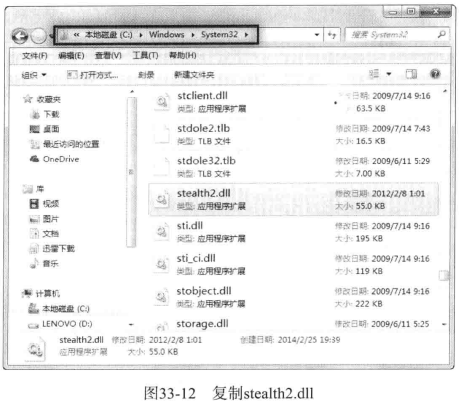 « 本地磁盘 (C:) ▸ Windows ▸ System32 ▸
搜索 System32
文件(F) 编辑(E) 查看(V) 工具(T) 帮助(H)
组织 打开方式... 刻录 新建文件夹
收藏夹
下载
桌面
最近访问的位置
OneDrive
库
视频
图片
文档
迅雷下载
音乐
计算机
本地磁盘 (C:)
LENOVO (D:)
stclient.dll 日期: 2009/7/14 9:16
类型: 应用程序扩展 63.5 KB
stdole2.tlb 修改日期: 2009/7/14 7:43
类型: TLB 文件 大小: 16.5 KB
stdole32.tlb 修改日期: 2009/6/11 5:29
类型: TLB 文件 大小: 7.00 KB
stealth2.dll 修改日期: 2012/2/8 1:01
类型: 应用程序扩展 大小: 55.0 KB
sti.dll 修改日期: 2009/7/14 9:16
类型: 应用程序扩展 大小: 195 KB
sti_ci.dll 修改日期: 2009/7/14 9:16
类型: 应用程序扩展 大小: 119 KB
stobject.dll 修改日期: 2009/7/14 9:16
类型: 应用程序扩展 大小: 222 KB
storage.dll 修改日期: 2009/6/11 5:25
stealth2.dll 修改日期: 2012/2/8 1:01 创建日期: 2014/2/25 19:39
应用程序扩展 大小: 55.0 KB
图33-12 复制stealth2.dll